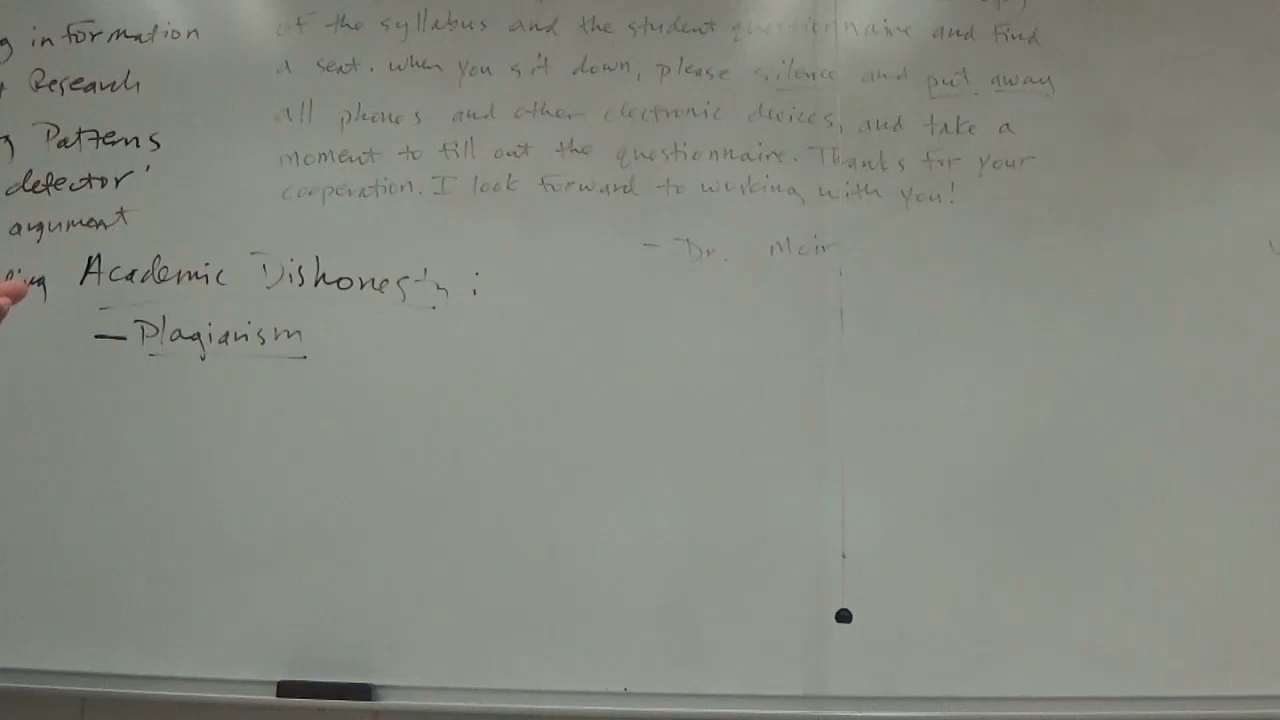 information
Research
Patterns
detector'
argument
Academic Dishonesty :
— Plagiarism
of the syllabus and the student questionnaire and find
a seat. When you sit down, please silence and put away
all phones and other electronic devices, and take a
moment to fill out the questionnaire. Thanks for your
cooperation. I look forward to working with you!
— Dr.